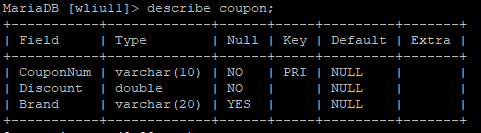 MariaDB [wliu11]> describe coupon;
+-----------+-------------+------+-----+---------+-------+
| Field     | Type        | Null | Key | Default | Extra |
+-----------+-------------+------+-----+---------+-------+
| CouponNum | varchar(10) | NO   | PRI | NULL    |       |
| Discount  | double      | NO   |     | NULL    |       |
| Brand     | varchar(20) | YES  |     | NULL    |       |
+-----------+-------------+------+-----+---------+-------+